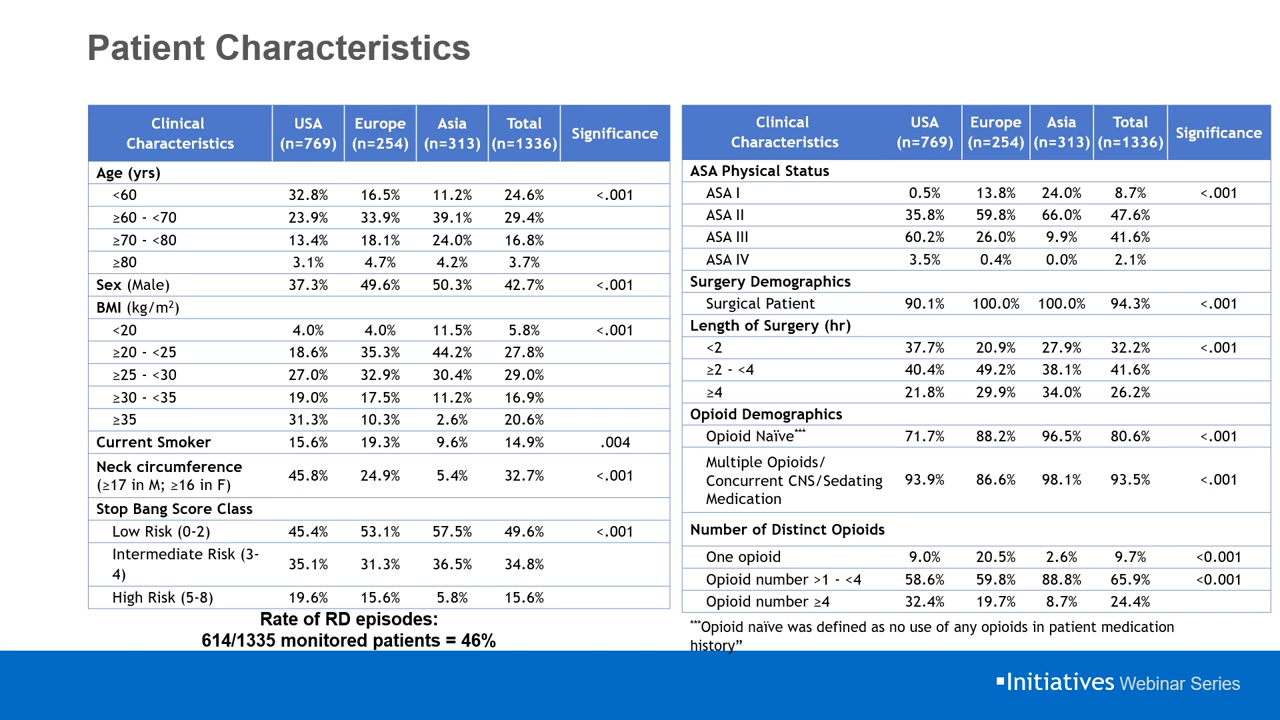 Patient Characteristics
Clinical Characteristics USA (n=769) Europe (n=254) Asia (n=313) Total (n=1336) Significance
Age (yrs)
<60 32.8% 16.5% 11.2% 24.6% <.001
≥60 - <70 23.9% 33.9% 39.1% 29.4%
≥70 - <80 13.4% 18.1% 24.0% 16.8%
≥80 3.1% 4.7% 4.2% 3.7%
Sex (Male) 37.3% 49.6% 50.3% 42.7% <.001
BMI (kg/m²)
<20 4.0% 4.0% 11.5% 5.8% <.001
≥20 - <25 18.6% 35.3% 44.2% 27.8%
≥25 - <30 27.0% 32.9% 30.4% 29.0%
≥30 - <35 19.0% 17.5% 11.2% 16.9%
≥35 31.3% 10.3% 2.6% 20.6%
Current Smoker 15.6% 19.3% 9.6% 14.9% .004
Neck circumference
(≥17 in M; ≥16 in F) 45.8% 24.9% 5.4% 32.7% <.001
Stop Bang Score Class
Low Risk (0-2) 45.4% 53.1% 57.5% 49.6% <.001
Intermediate Risk (3-
4) 35.1% 31.3% 36.5% 34.8%
High Risk (5-8) 19.6% 15.6% 5.8% 15.6%
Rate of RD episodes:
614/1335 monitored patients = 46%
Clinical Characteristics USA (n=769) Europe (n=254) Asia (n=313) Total (n=1336) Significance
ASA Physical Status
ASA I 0.5% 13.8% 24.0% 8.7% <.001
ASA II 35.8% 59.8% 66.0% 47.6%
ASA III 60.2% 26.0% 9.9% 41.6%
ASA IV 3.5% 0.4% 0.0% 2.1%
Surgery Demographics
Surgical Patient 90.1% 100.0% 100.0% 94.3% <.001
Length of Surgery (hr)
<2 37.7% 20.9% 27.9% 32.2% <.001
≥2 - <4 40.4% 49.2% 38.1% 41.6%
≥4 21.8% 29.9% 34.0% 26.2%
Opioid Demographics
Opioid Naïve*** 71.7% 88.2% 96.5% 80.6% <.001
Multiple Opioids/
Concurrent CNS/Sedating 93.9% 86.6% 98.1% 93.5% <.001
Medication
Number of Distinct Opioids
One opioid 9.0% 20.5% 2.6% 9.7% <0.001
Opioid number >1 - <4 58.6% 59.8% 88.8% 65.9% <0.001
Opioid number ≥4 32.4% 19.7% 8.7% 24.4%
***Opioid naïve was defined as no use of any opioids in patient medication
history”
Initiatives Webinar Series